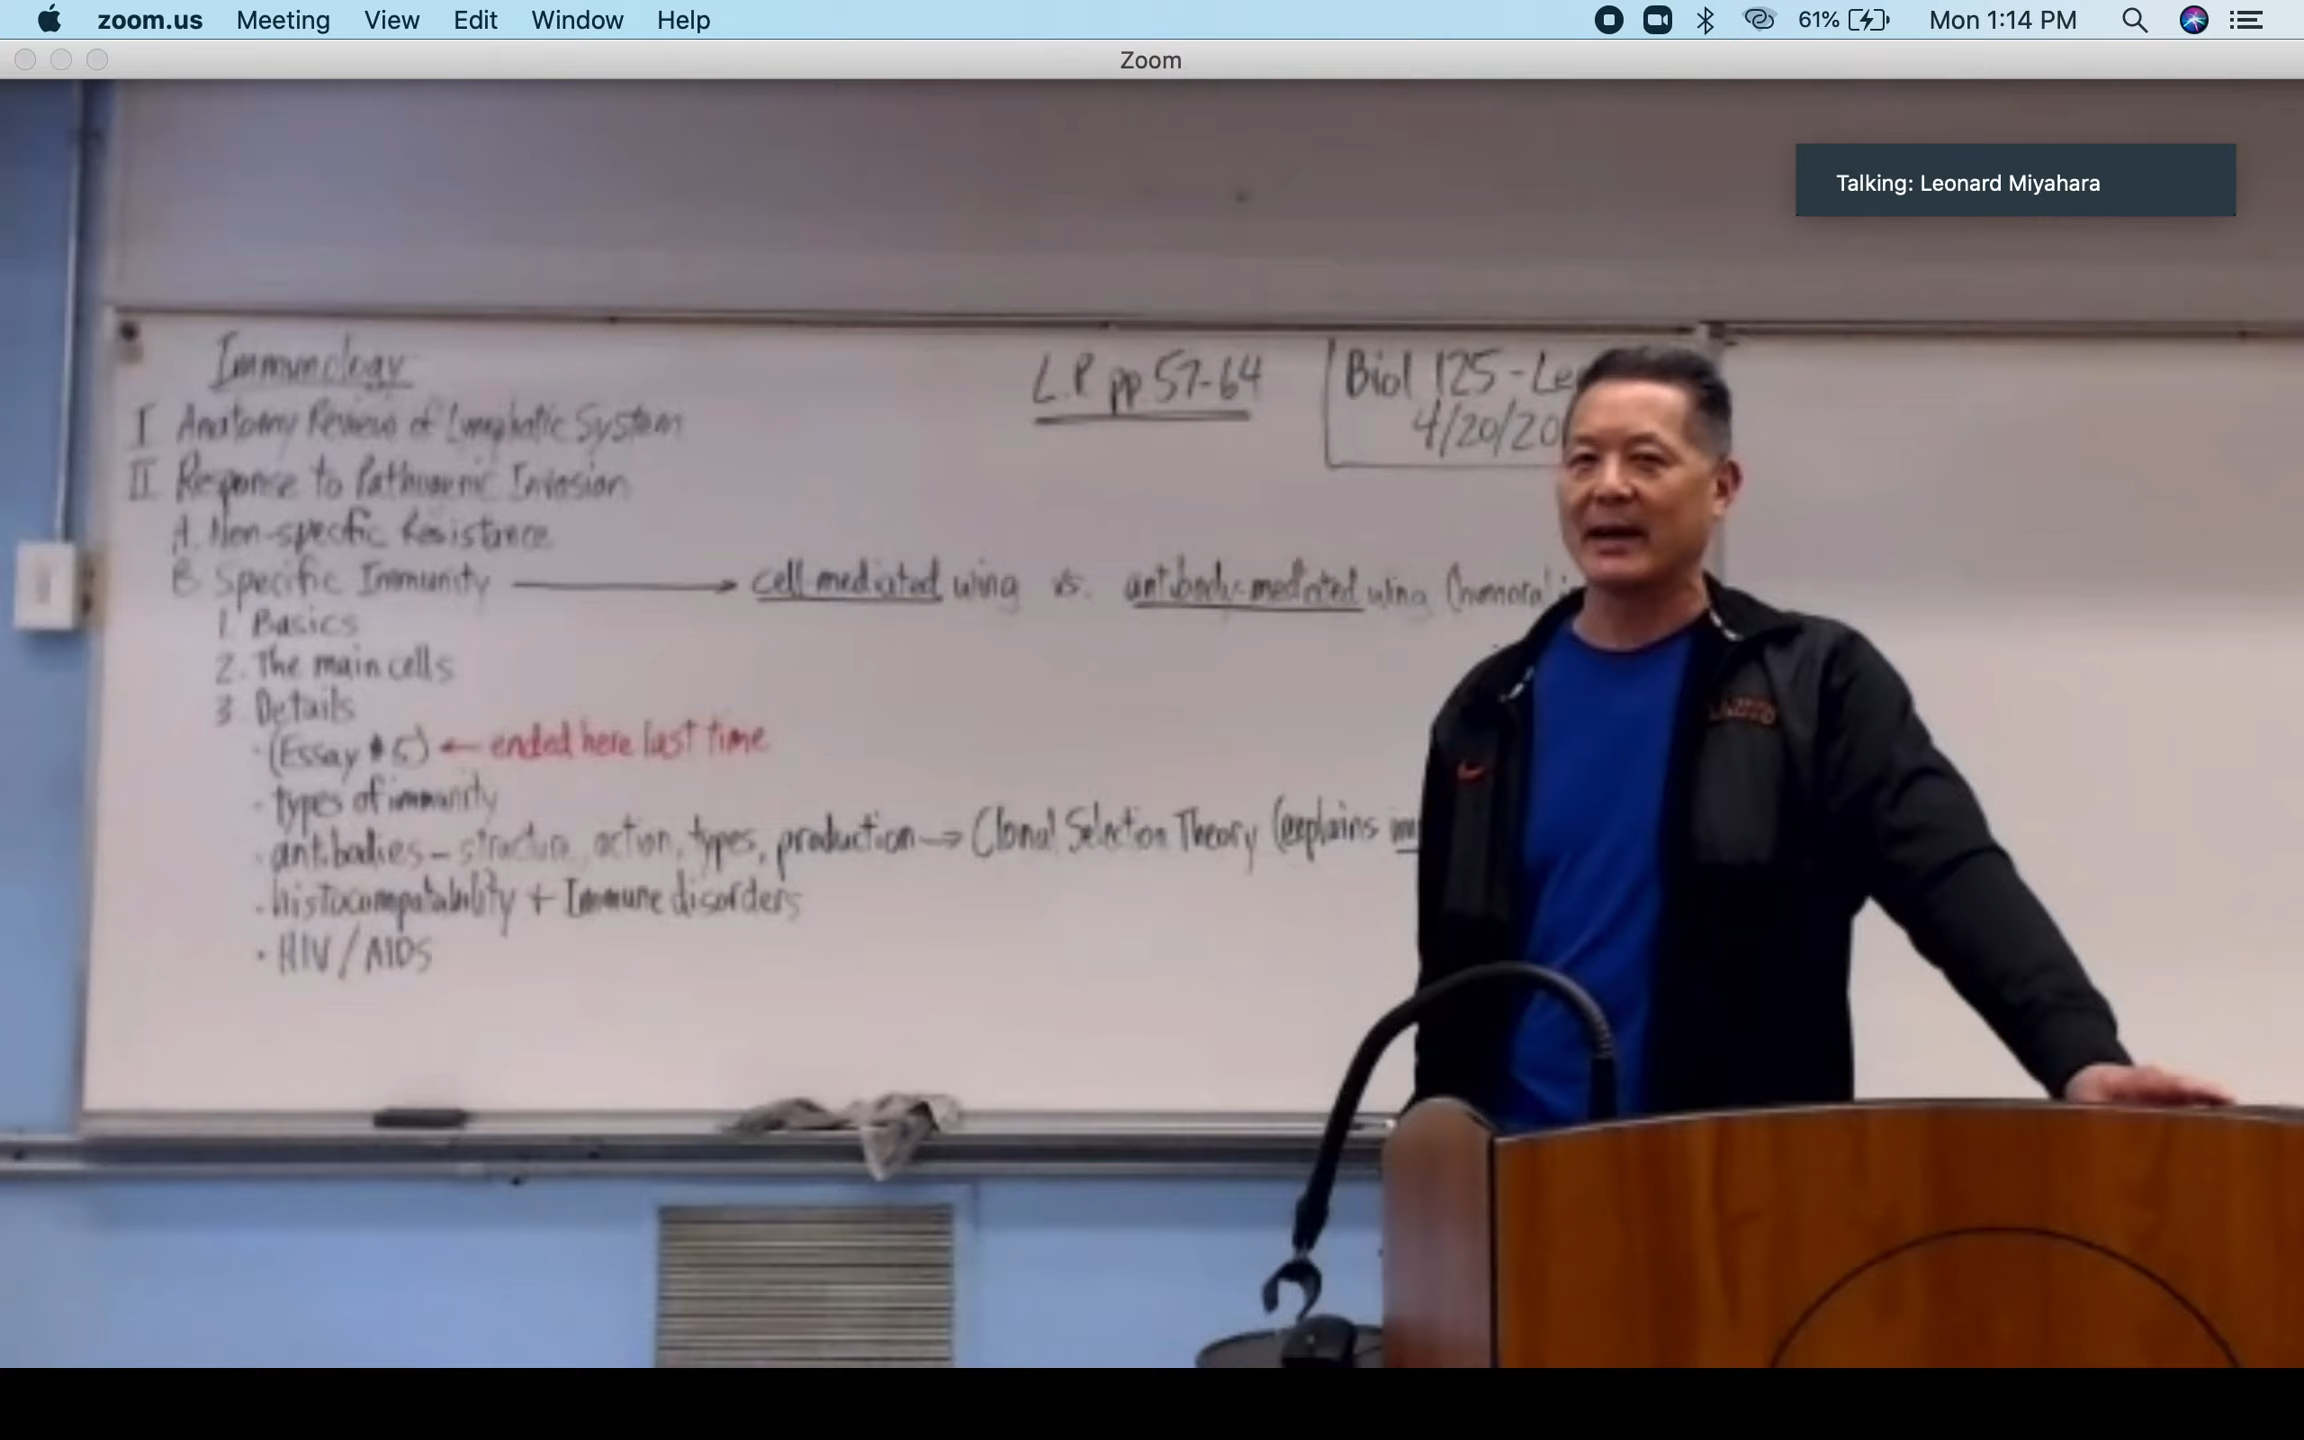 zoom.us Meeting View Edit Window Help 61% Mon 1:14 PM
Zoom
Talking: Leonard Miyahara
Immunology
L.P. pp 57-64
Biol 125 - Le
4/20/20
I Anatomy Review of Lymphatic System
II Response to Pathogenic Invasion
A. Non-specific Resistance
B Specific Immunity → cell-mediated wing vs. antibody-mediated wing (humoral
1. Basics
2. The main cells
3. Details
· (Essay #5) ← ended here last time
· types of immunity
· antibodies - structure, action, types, production → Clonal Selection Theory (explains
· histocompatability + Immune disorders
· HIV/AIDS